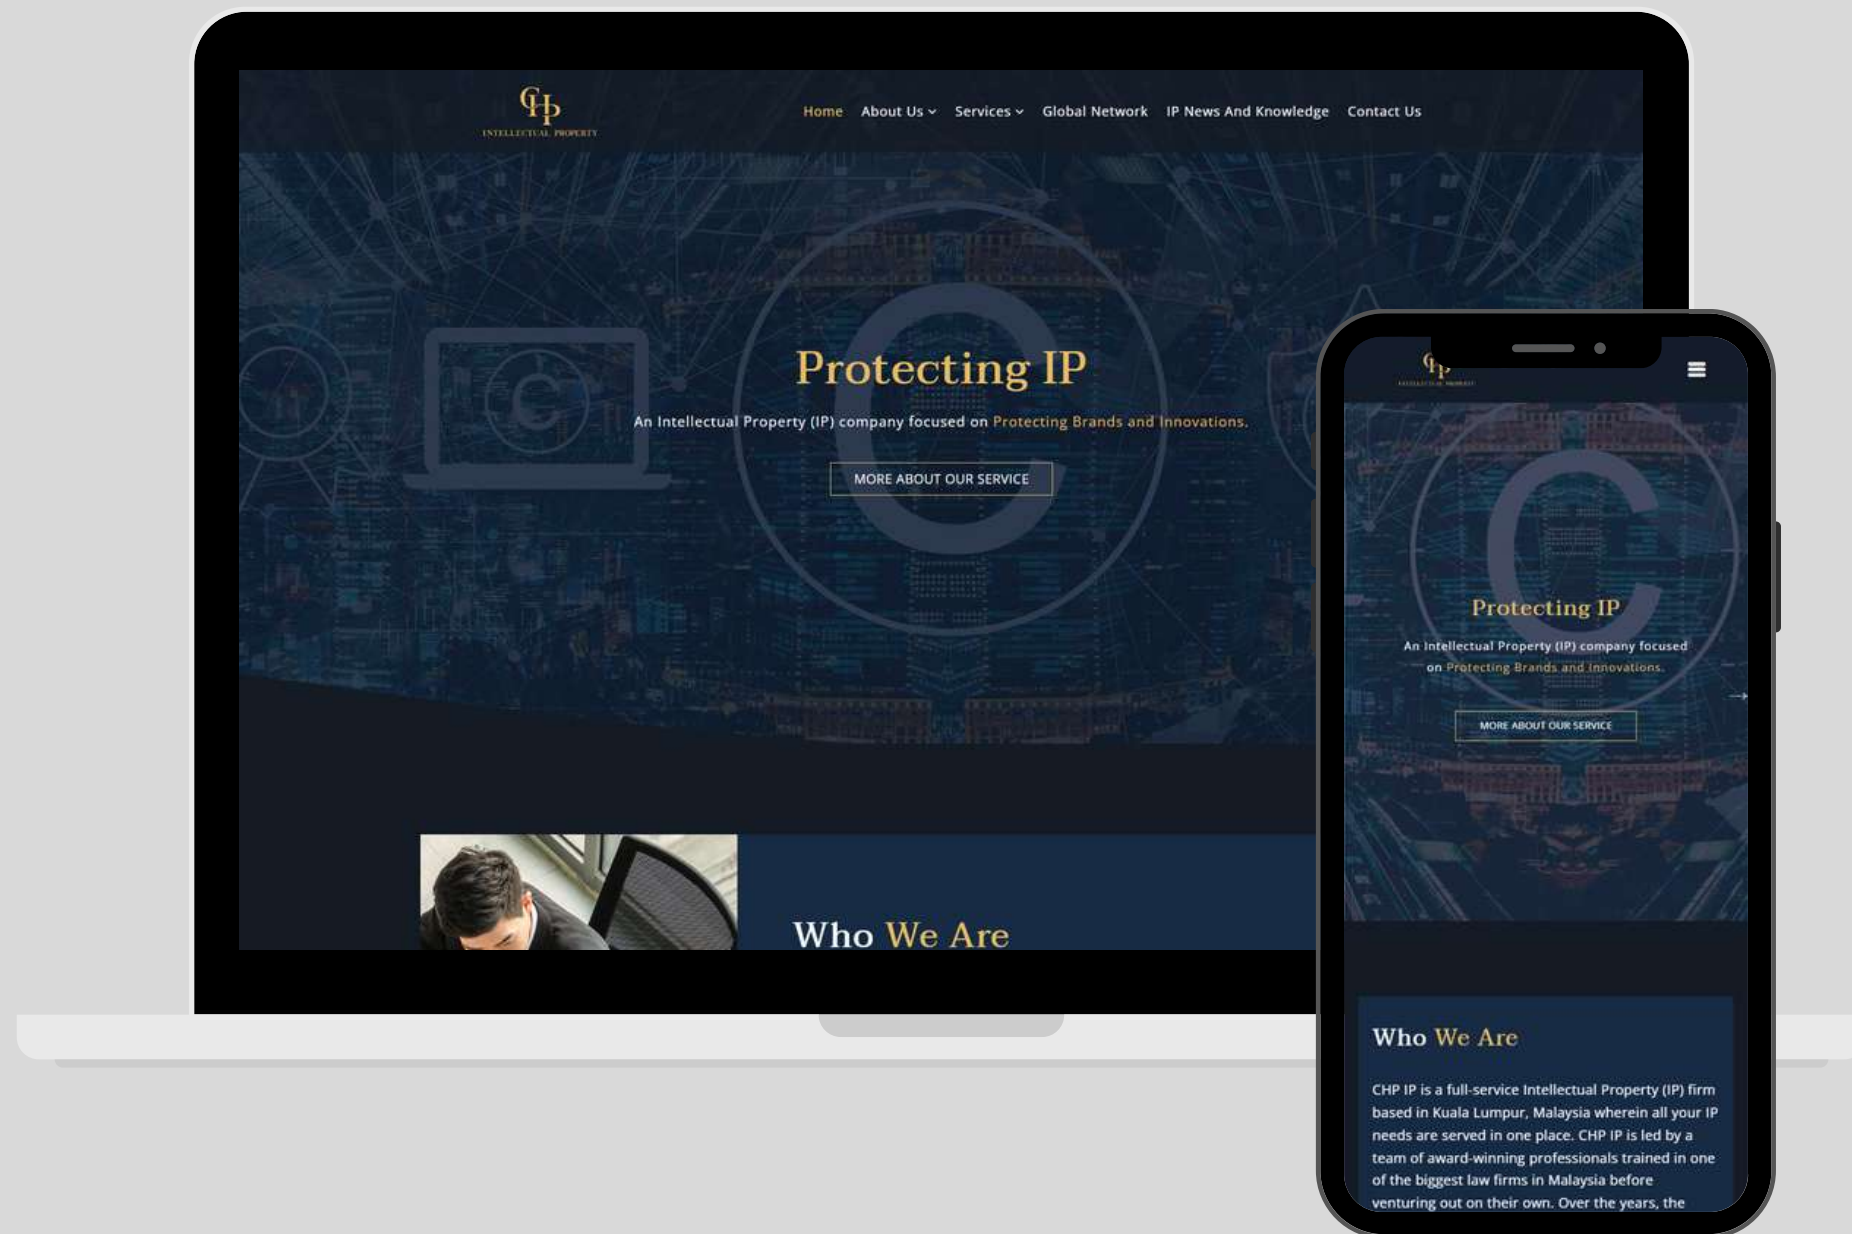 CHP
INTELLECTUAL PROPERTY
Home About Us Services Global Network IP News And Knowledge Contact Us
Protecting IP
An Intellectual Property (IP) company focused on Protecting Brands and Innovations.
MORE ABOUT OUR SERVICE
Who We Are
CHP
INTELLECTUAL PROPERTY
Protecting IP
An Intellectual Property (IP) company focused
on Protecting Brands and Innovations.
MORE ABOUT OUR SERVICE
Who We Are
CHP IP is a full-service Intellectual Property (IP) firm
based in Kuala Lumpur, Malaysia wherein all your IP
needs are served in one place. CHP IP is led by a
team of award-winning professionals trained in one
of the biggest law firms in Malaysia before
venturing out on their own. Over the years, the